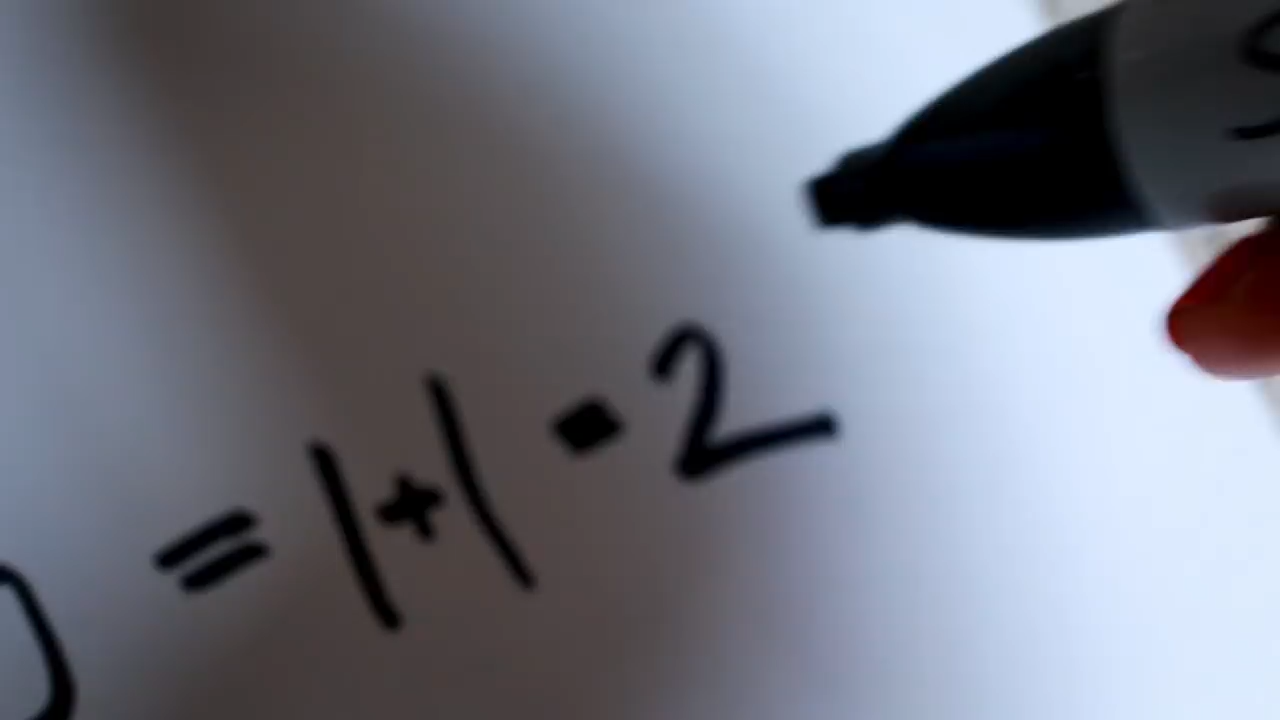 = 1 + 1 = 2